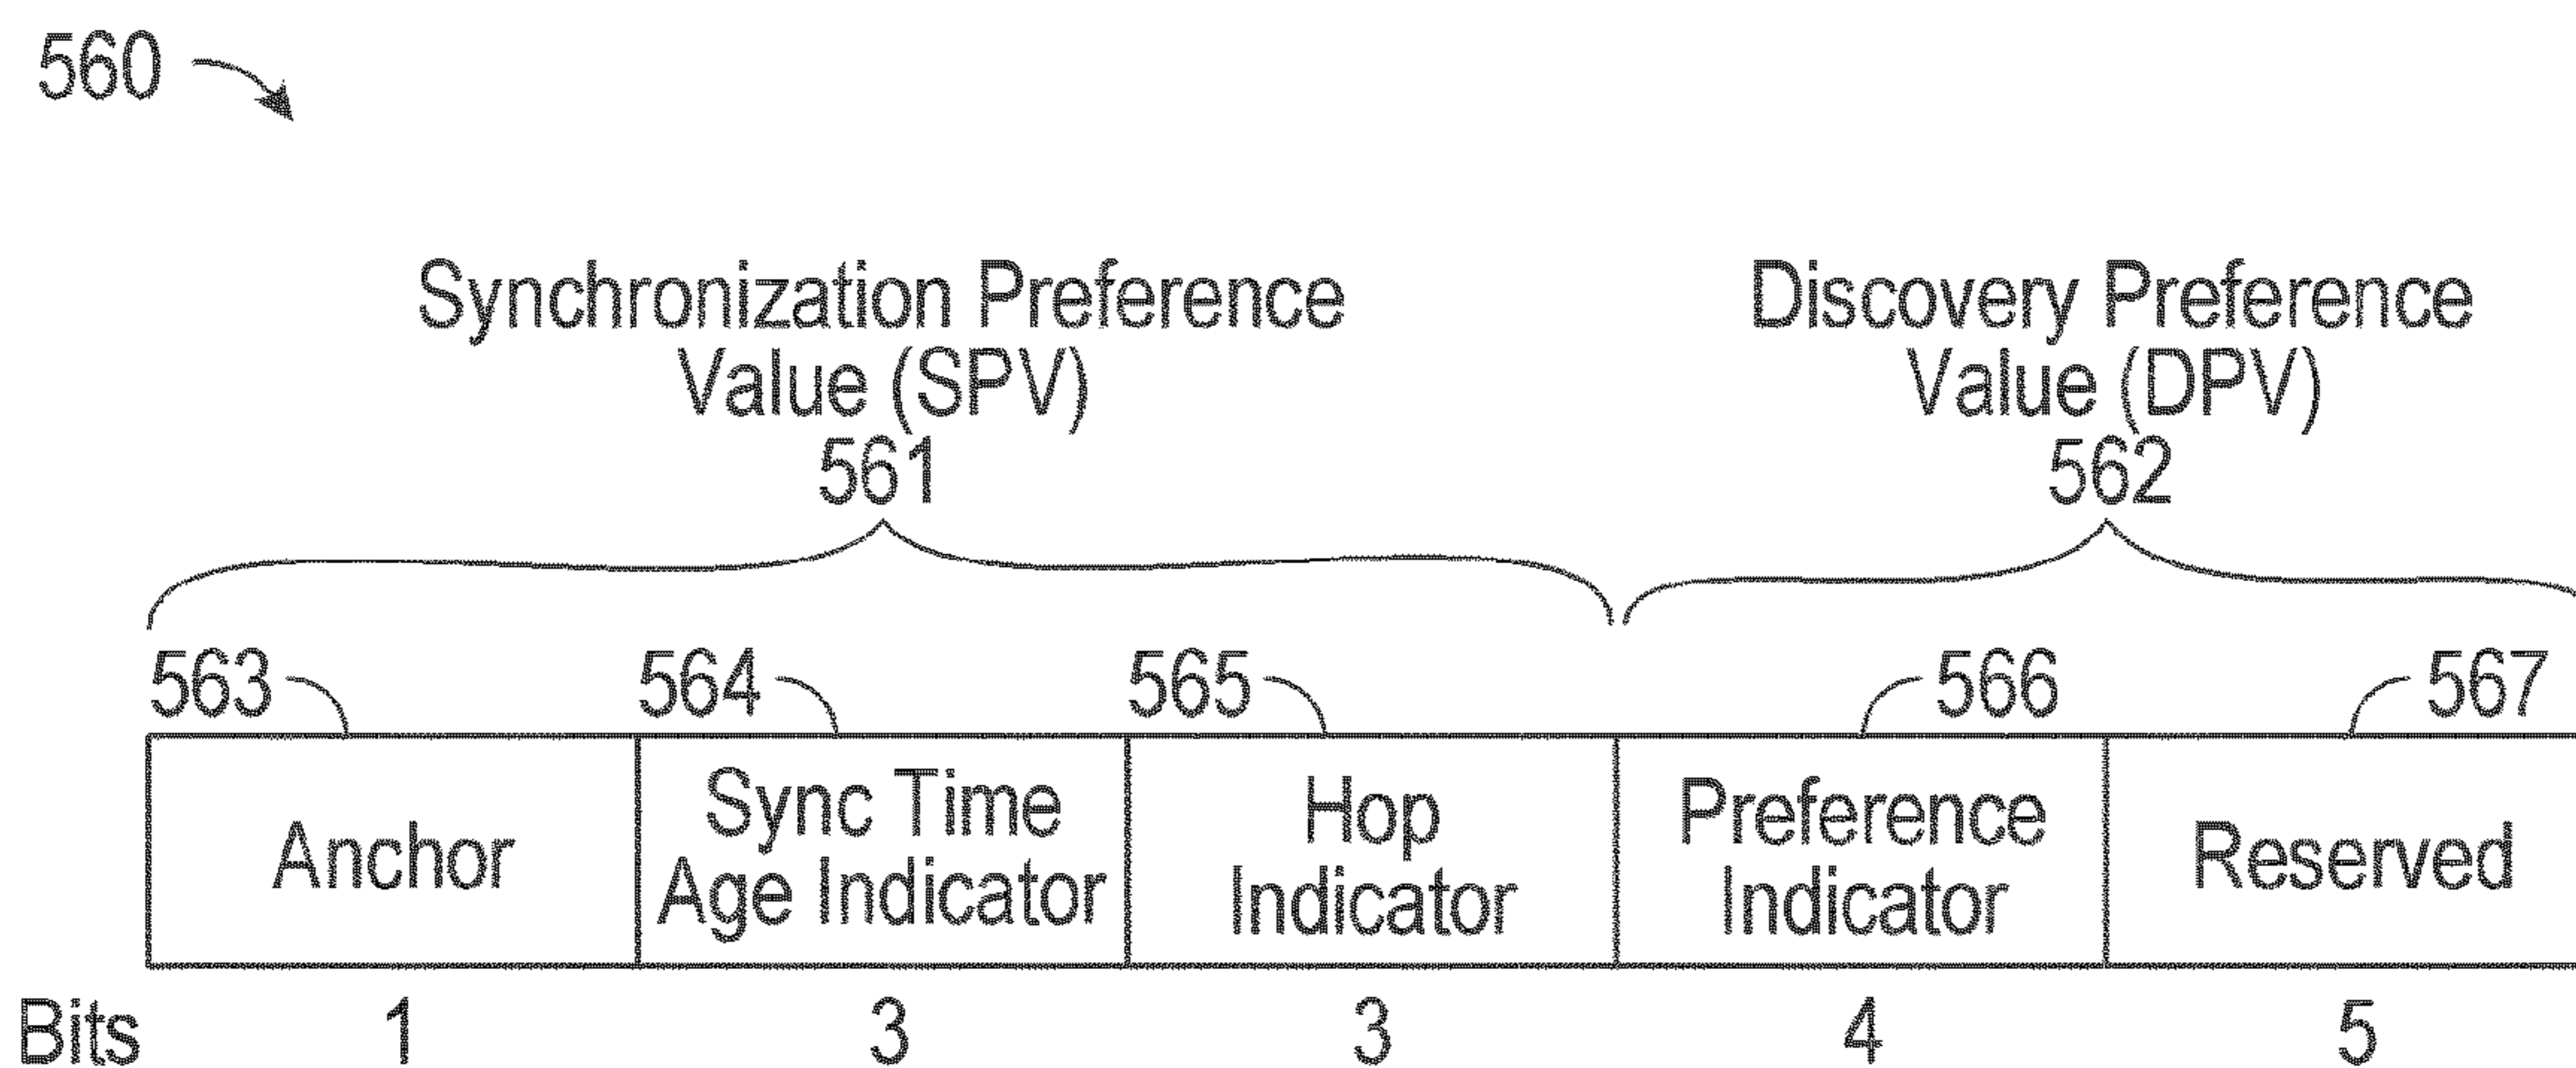 560
Synchronization Preference
Value (SPV)
561
Discovery Preference
Value (DPV)
562
563
564
565
566
567
Anchor
Sync Time
Age Indicator
Hop
Indicator
Preference
Indicator
Reserved
Bits 1 3 3 4 5